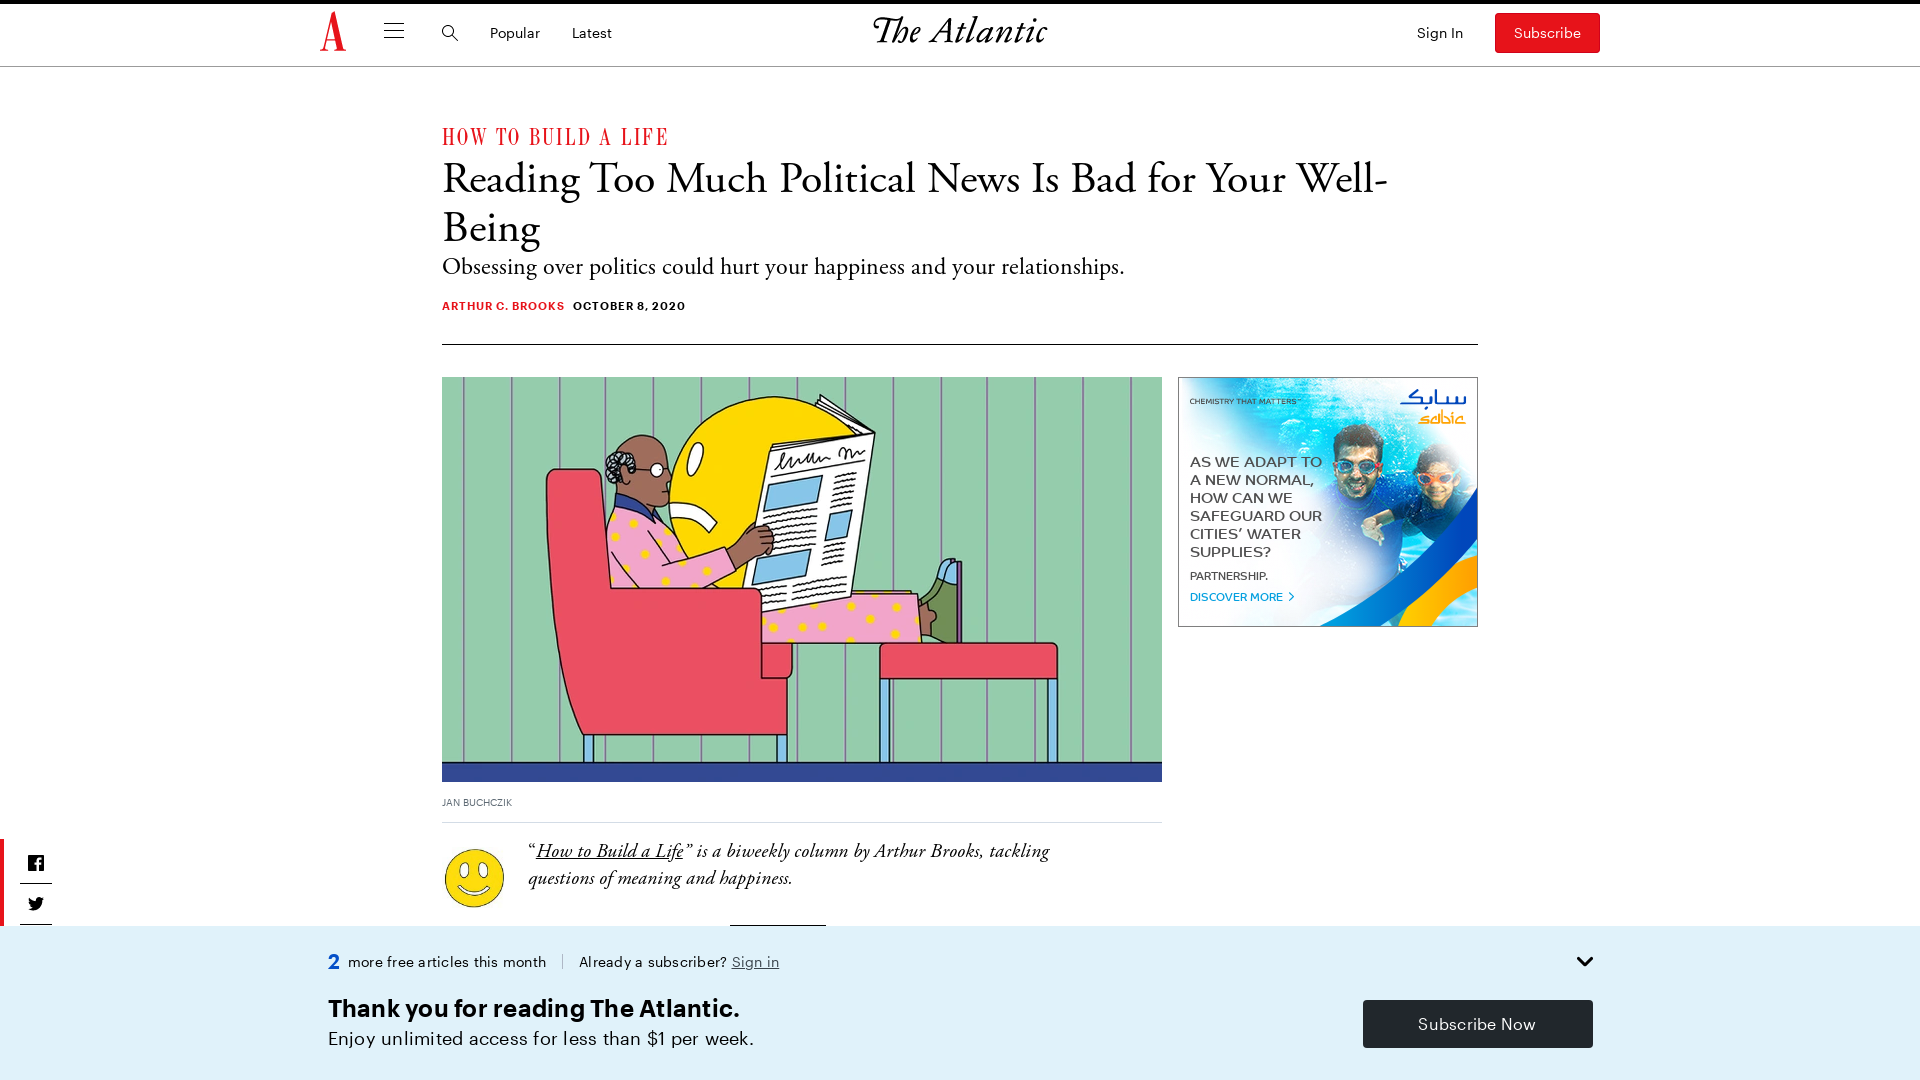 A
Popular
Latest
The Atlantic
Sign In
Subscribe
HOW TO BUILD A LIFE
Reading Too Much Political News Is Bad for Your Well-
Being
Obsessing over politics could hurt your happiness and your relationships.
ARTHUR C. BROOKS OCTOBER 8, 2020
CHEMISTRY THAT MATTERS™
سابك
sabic
AS WE ADAPT TO
A NEW NORMAL,
HOW CAN WE
SAFEGUARD OUR
CITIES’ WATER
SUPPLIES?
PARTNERSHIP.
DISCOVER MORE
JAN BUCHCZIK
“How to Build a Life” is a biweekly column by Arthur Brooks, tackling
questions of meaning and happiness.
2 more free articles this month
Already a subscriber? Sign in
Thank you for reading The Atlantic.
Enjoy unlimited access for less than $1 per week.
Subscribe Now